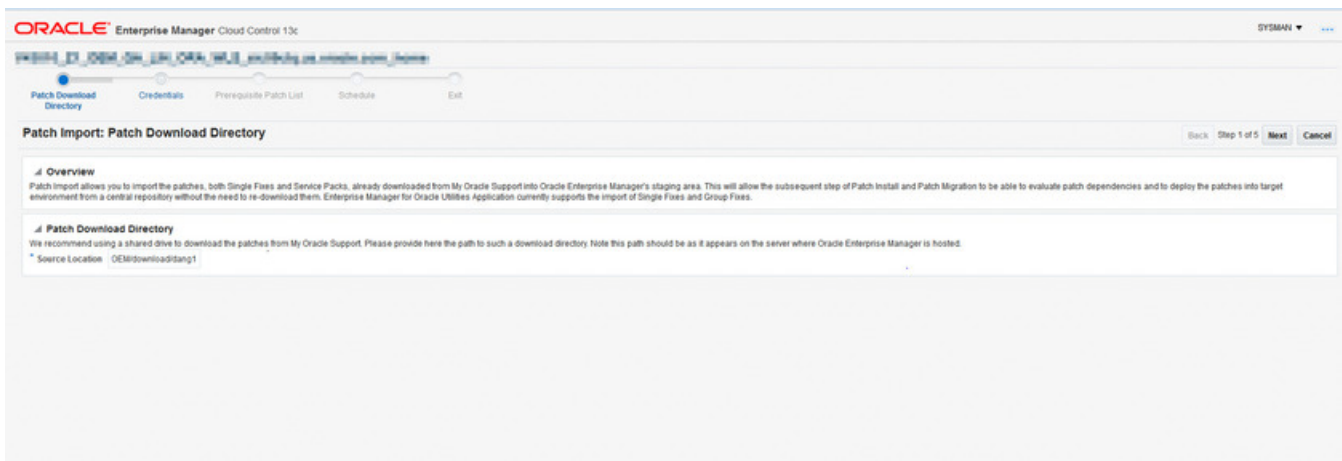 ORACLE Enterprise Manager Cloud Control 13c
SYSMAN
Patch Download Directory
Credentials
Prerequisite Patch List
Schedule
Exit
Patch Import: Patch Download Directory
Back Step 1 of 5 Next Cancel
Overview
Patch Import allows you to import the patches, both Single Fixes and Service Packs, already downloaded from My Oracle Support into Oracle Enterprise Manager's staging area. This will allow the subsequent step of Patch Install and Patch Migration to be able to evaluate patch dependencies and to deploy the patches into target
environment from a central repository without the need to re-download them. Enterprise Manager for Oracle Utilities Application currently supports the import of Single Fixes and Group Fixes.
Patch Download Directory
We recommend using a shared drive to download the patches from My Oracle Support. Please provide here the path to such a download directory. Note this path should be as it appears on the server where Oracle Enterprise Manager is hosted.
* Source Location OEM/download/dang1